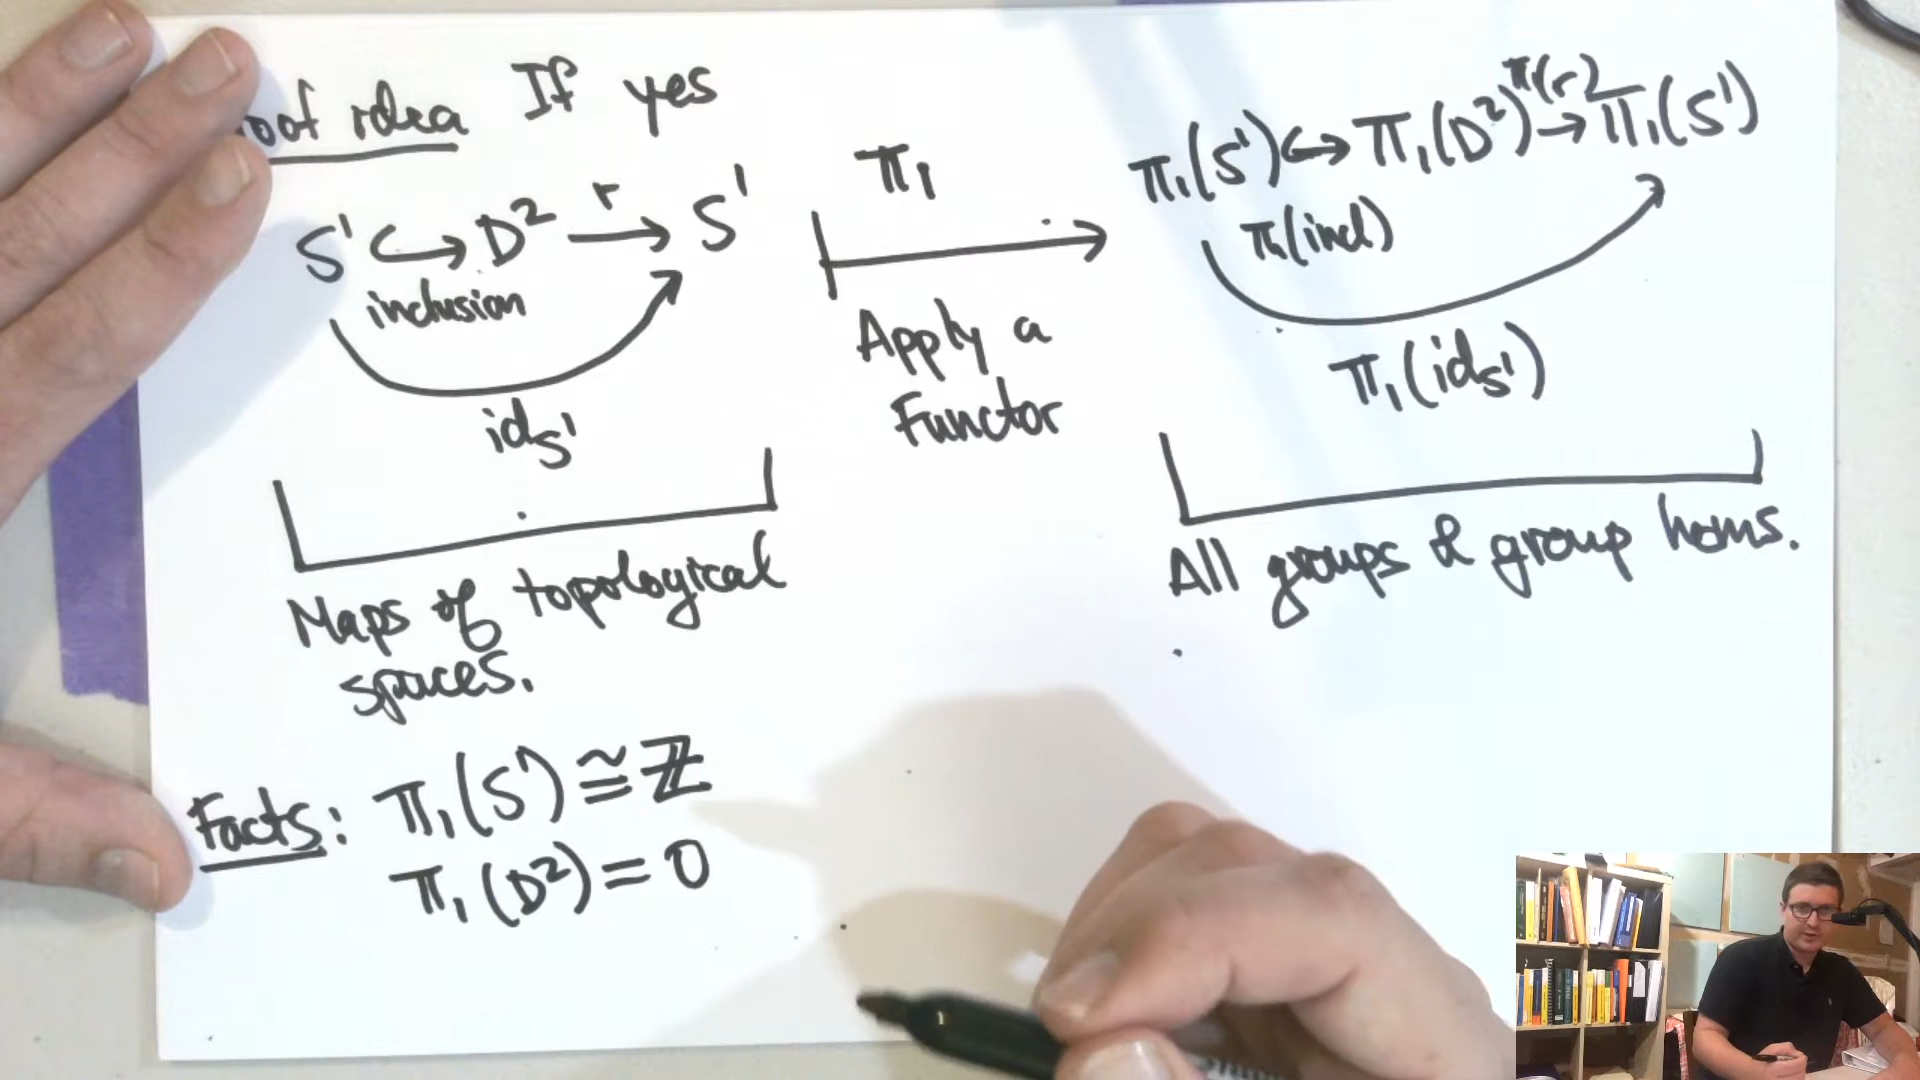 oof idea If yes
S¹ ↪ D² →r S¹
inclusion
id_S¹
Maps of topological
spaces.
π₁
Apply a
Functor
π₁(S¹) ↪ π₁(D²) → π₁(S¹)
π(r)
π₁(incl)
π₁(id_S¹)
All groups & group homs.
Facts: π₁(S¹) ≅ ℤ
π₁(D²) = 0